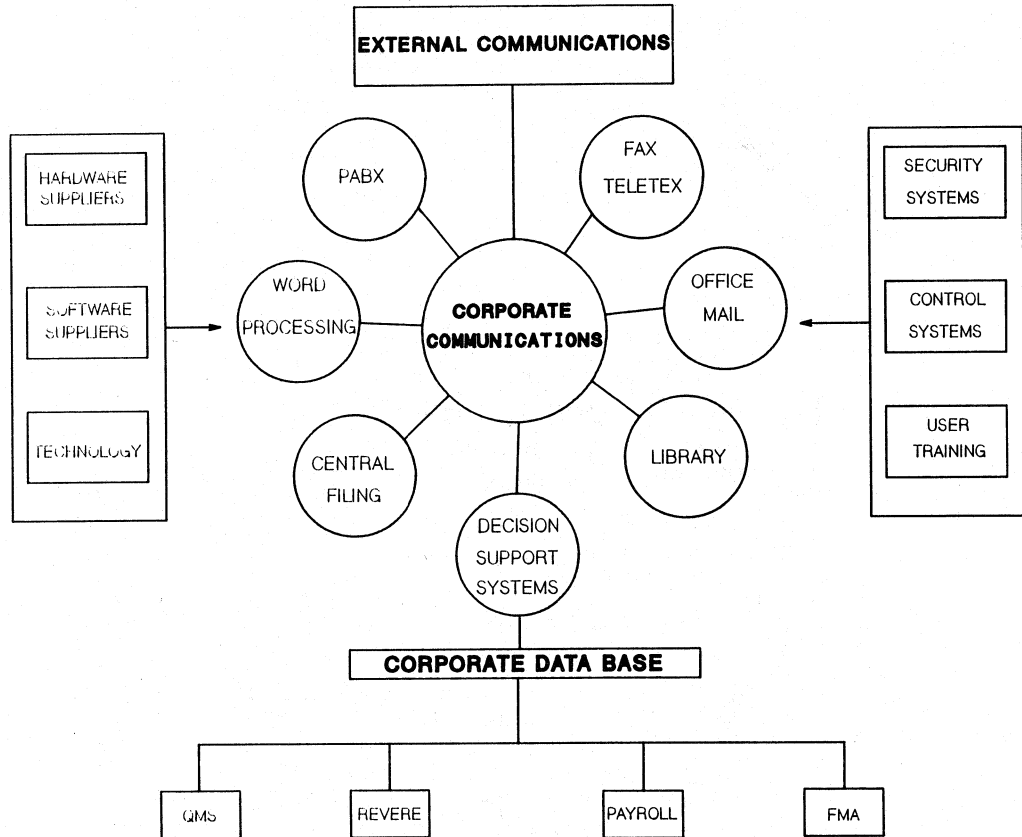 EXTERNAL COMMUNICATIONS
HARDWARE
SUPPLIERS
SOFTWARE
SUPPLIERS
TECHNOLOGY
PABX
FAX
TELETEX
WORD
PROCESSING
CORPORATE
COMMUNICATIONS
OFFICE
MAIL
CENTRAL
FILING
LIBRARY
DECISION
SUPPORT
SYSTEMS
SECURITY
SYSTEMS
CONTROL
SYSTEMS
USER
TRAINING
CORPORATE DATA BASE
QMS
REVERE
PAYROLL
FMA